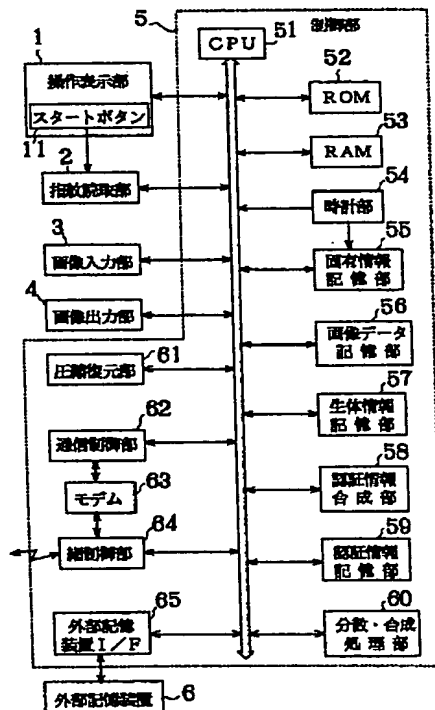 5
制御部
1
操作表示部
スタートボタン
11
2
指紋読取部
3
画像入力部
4
画像出力部
61
圧縮復元部
62
通信制御部
モデム
63
64
網制御部
65
外部記憶
装置I/F
外部記憶装置
6
CPU
51
52
ROM
53
RAM
54
時計部
55
固有情報
記憶部
56
画像データ
記憶部
57
生体情報
記憶部
58
認証情報
合成部
59
認証情報
記憶部
60
分散・合成
処理部